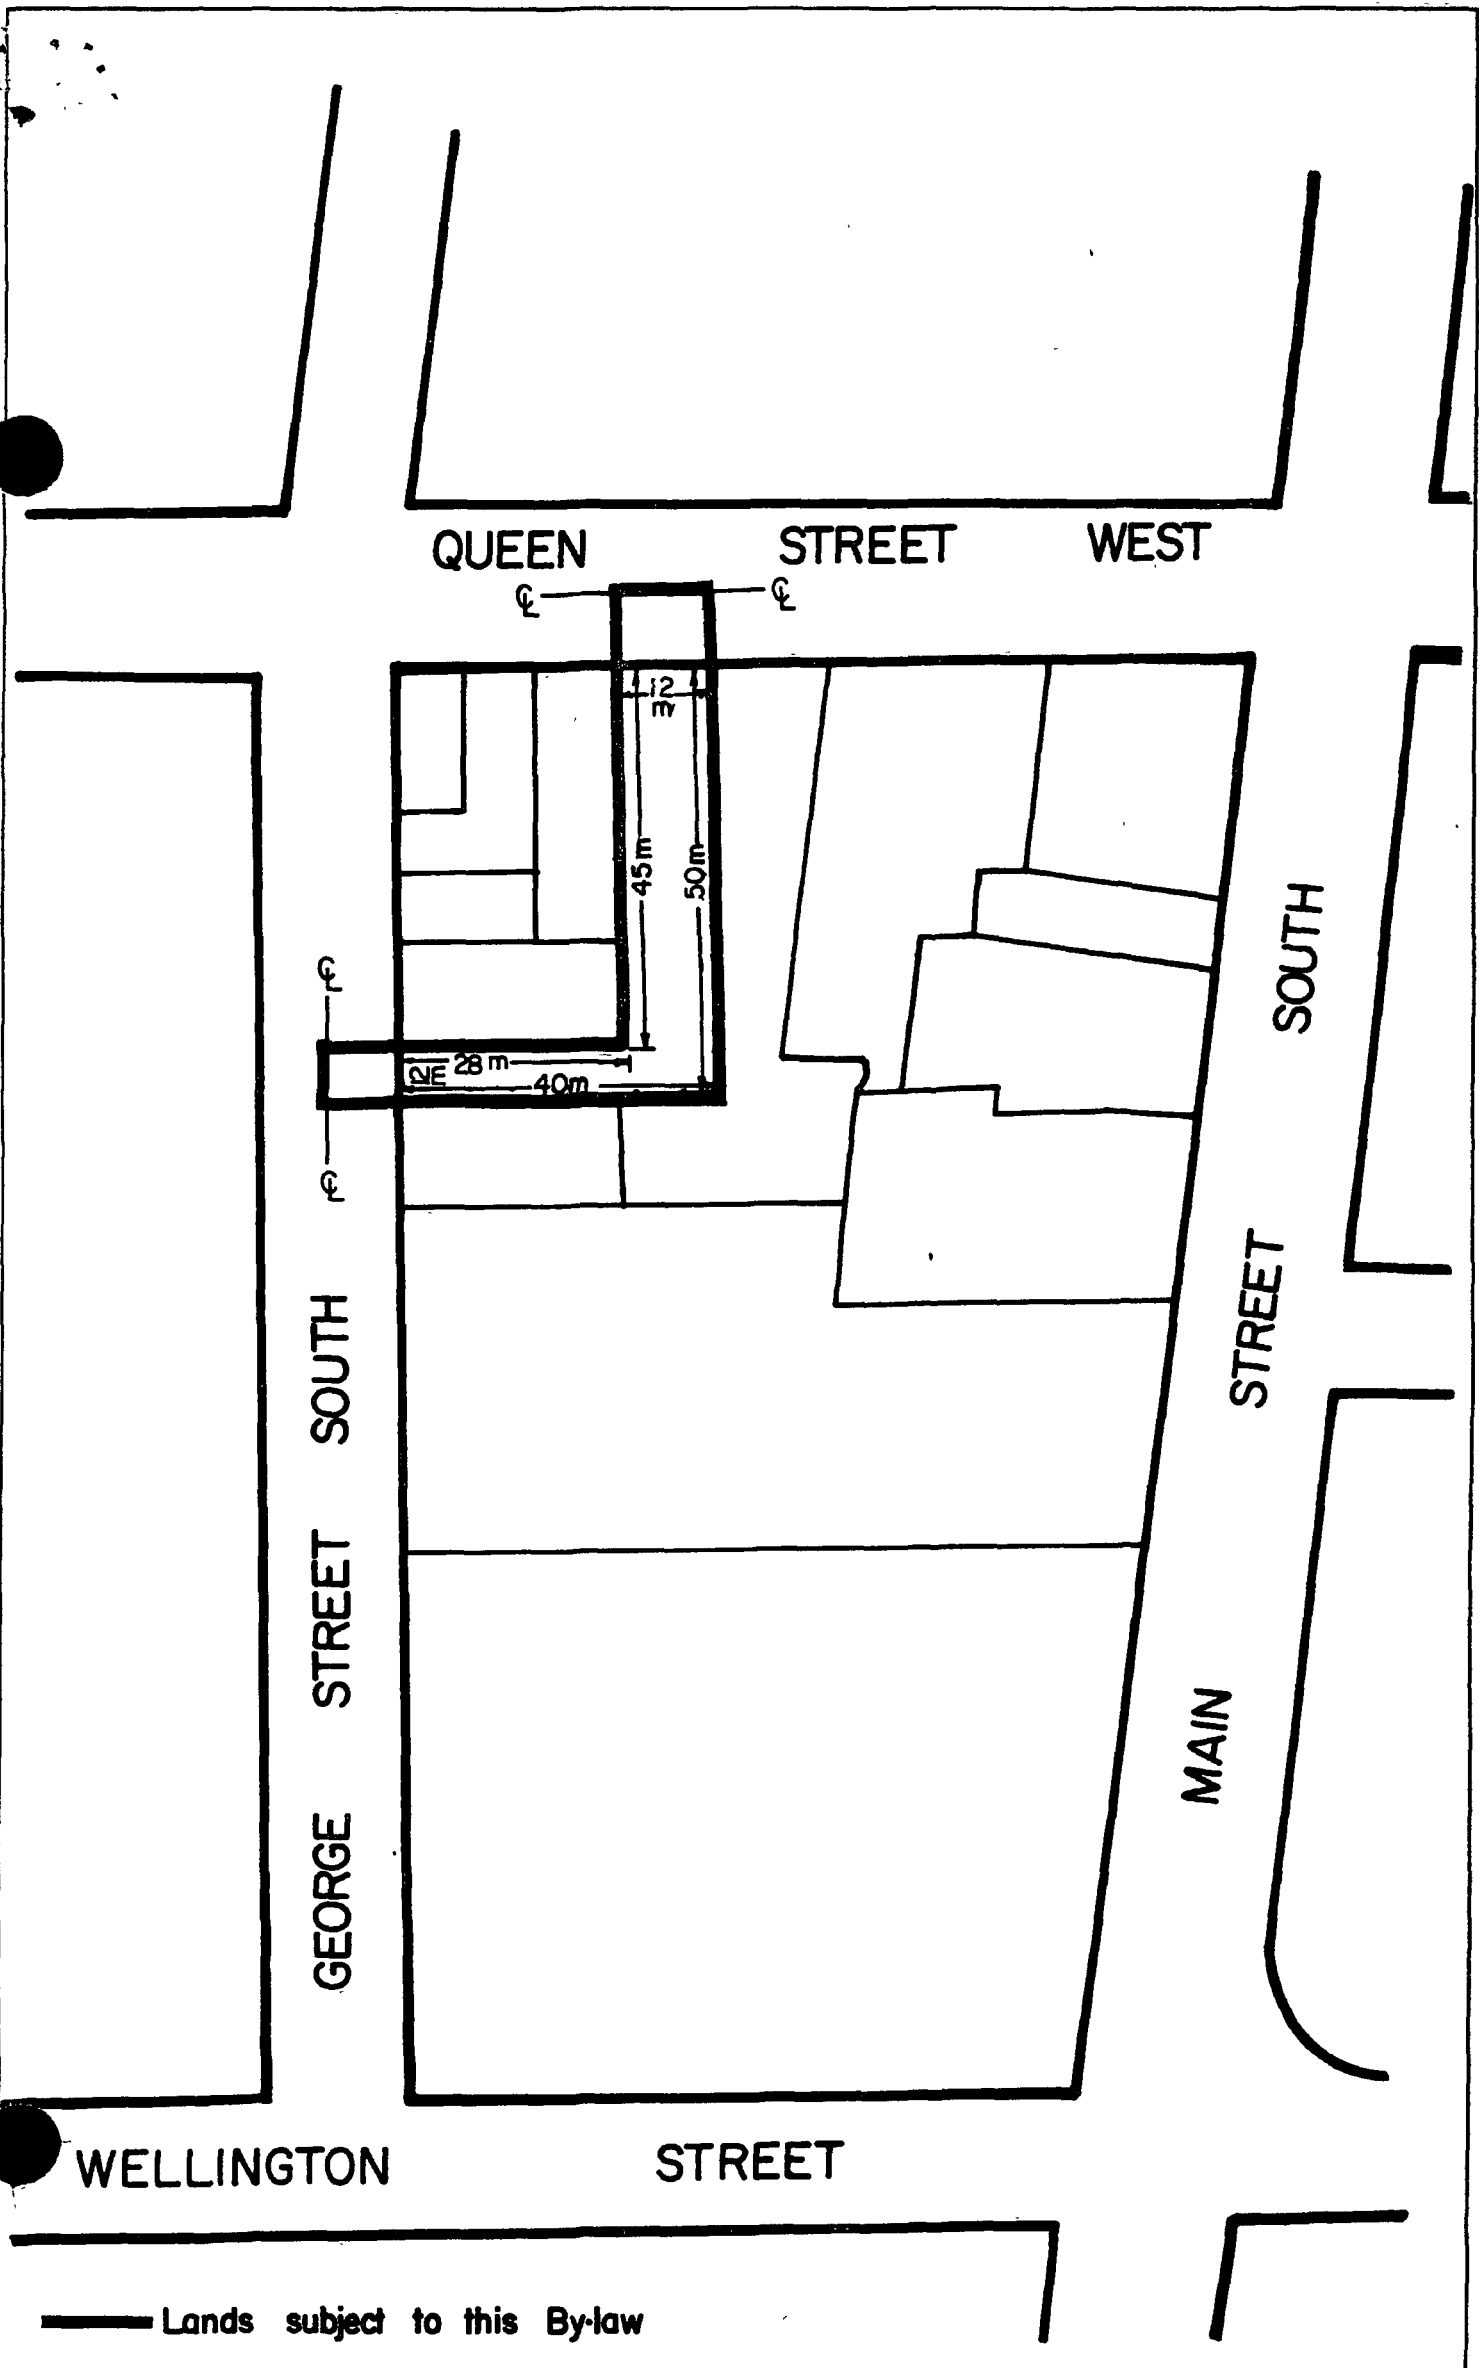 QUEEN STREET WEST
℄ ℄
12
m
45m
50m
℄
28m
40m
℄
SOUTH
STREET
MAIN
SOUTH
STREET
GEORGE
WELLINGTON STREET
Lands subject to this By-law